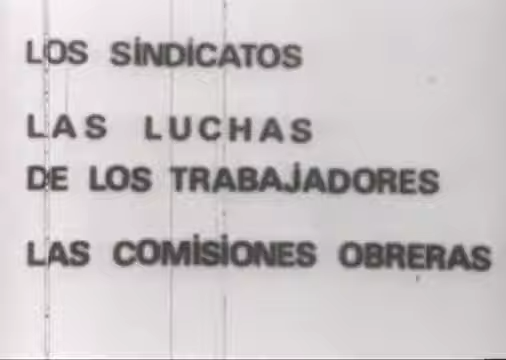 LOS SiNDiCATOS
LAS LUCHAS
DE LOS TRABAJADORES
LAS COMiSiONES OBRERAS